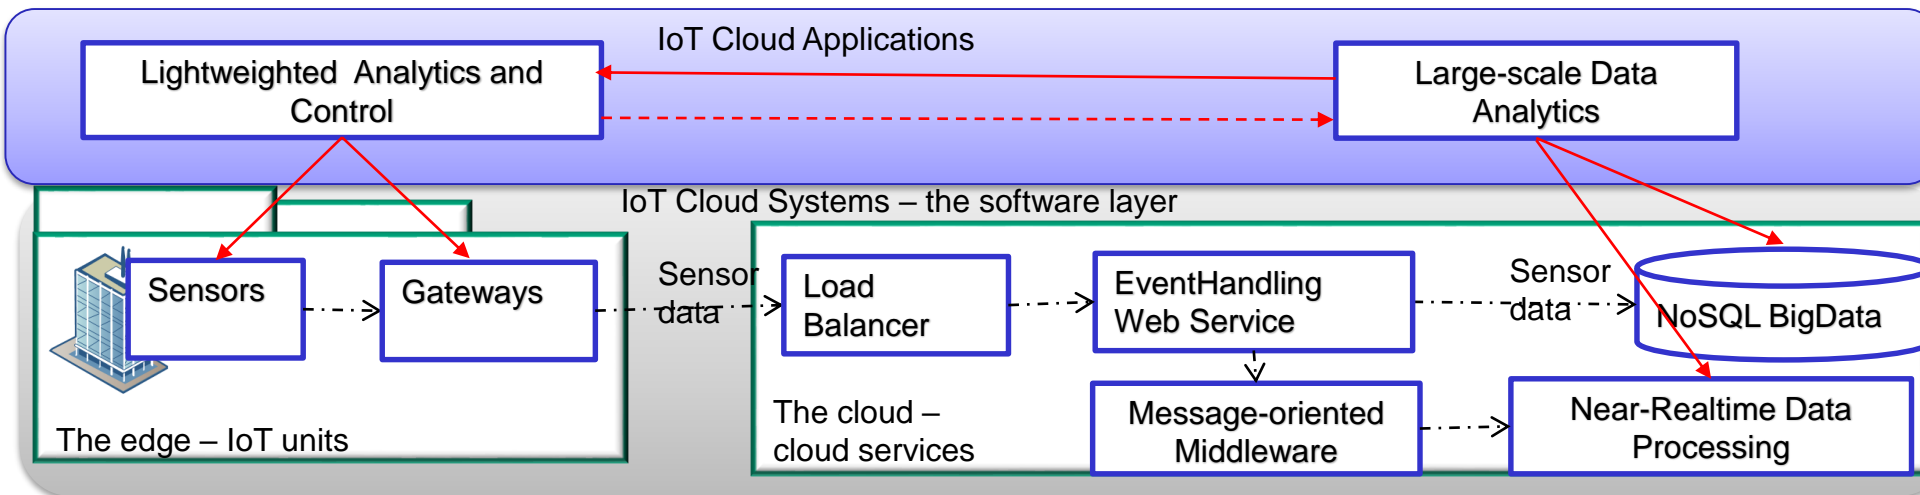 IoT Cloud Applications
Lightweighted Analytics and
Control
Large-scale Data
Analytics
IoT Cloud Systems – the software layer
Sensors
Gateways
The edge – IoT units
Sensor
data
Load
Balancer
EventHandling
Web Service
Sensor
data
NoSQL BigData
The cloud –
cloud services
Message-oriented
Middleware
Near-Realtime Data
Processing